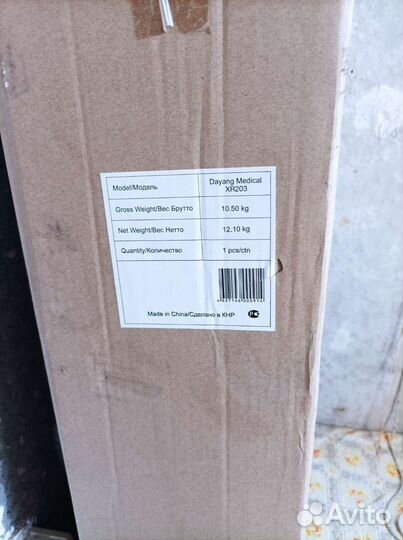 Model/Модель Dayang Medical
XR203
Gross Weight/Вес Брутто 10.50 kg
Net Weight/Вес Нетто 12.10 kg
Quantity/Количество 1 pcs/ctn
Made in China/Сделано в КНР
Avito